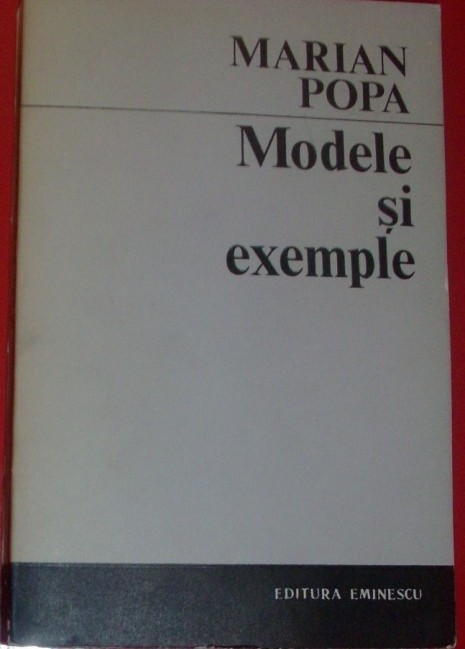 MARIAN
POPA
Modele
și
exemple
EDITURA EMINESCU